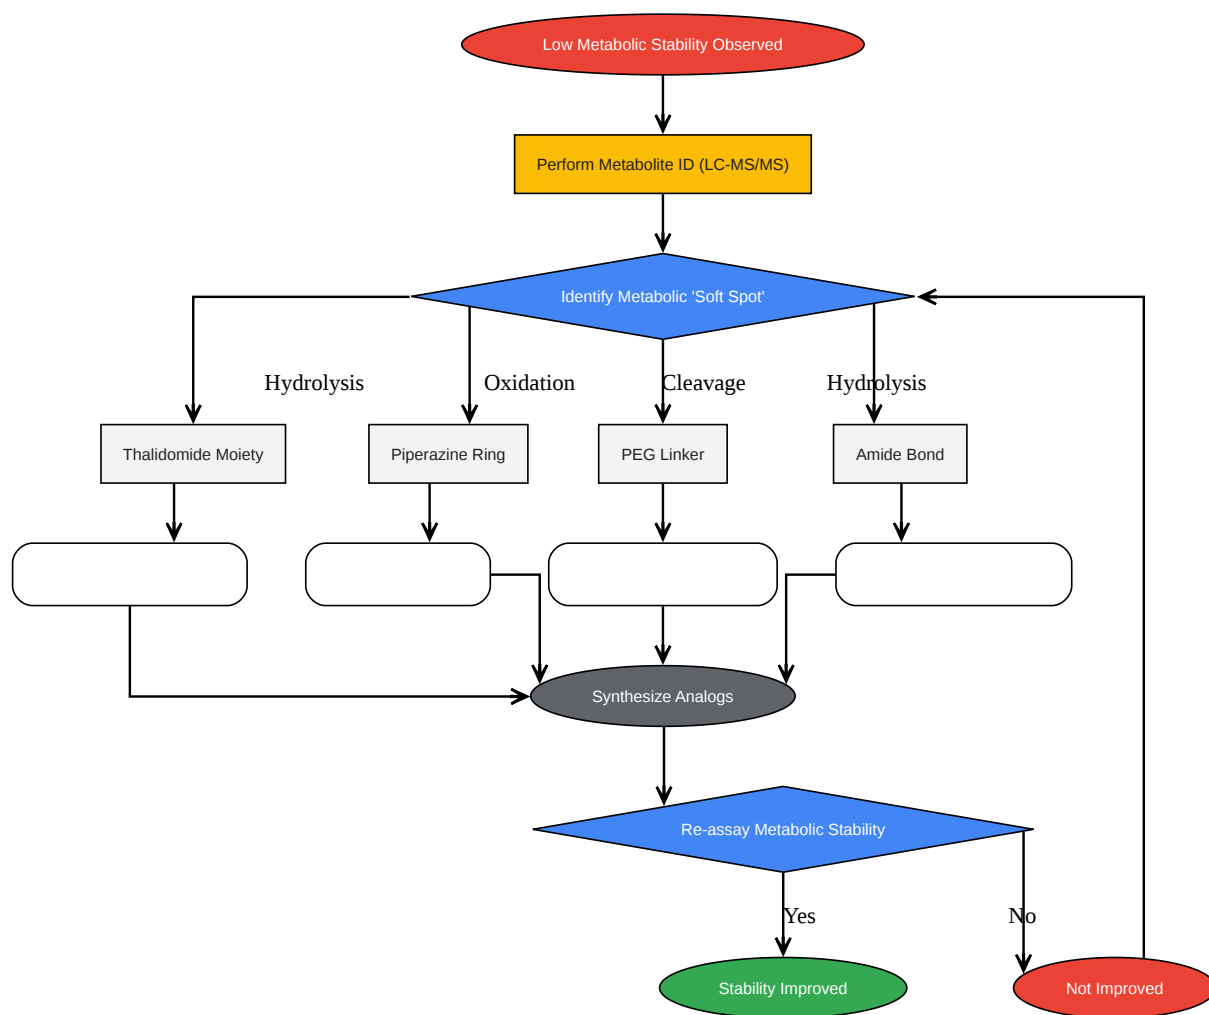 Low Metabolic Stability Observed
Perform Metabolite ID (LC-MS/MS)
Identify Metabolic 'Soft Spot'
Hydrolysis
Oxidation
Cleavage
Hydrolysis
Thalidomide Moiety
Piperazine Ring
PEG Linker
Amide Bond
Synthesize Analogs
Re-assay Metabolic Stability
Yes
No
Stability Improved
Not Improved